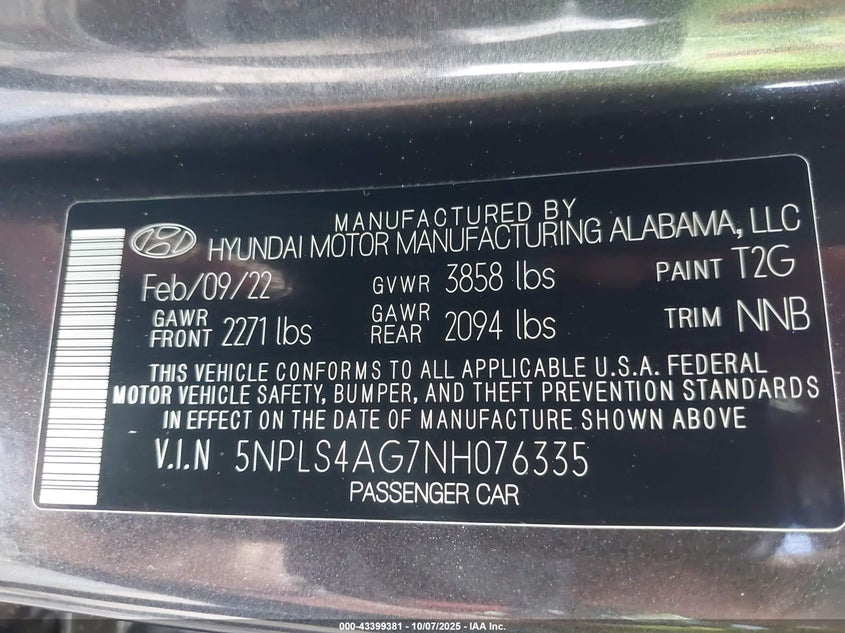 MANUFACTURED BY
HYUNDAI MOTOR MANUFACTURING ALABAMA, LLC
Feb/09/22 GVWR 3858 lbs PAINT T2G
GAWR FRONT 2271 lbs GAWR REAR 2094 lbs TRIM NNB
THIS VEHICLE CONFORMS TO ALL APPLICABLE U.S.A. FEDERAL
MOTOR VEHICLE SAFETY, BUMPER, AND THEFT PREVENTION STANDARDS
IN EFFECT ON THE DATE OF MANUFACTURE SHOWN ABOVE
V.I.N 5NPLS4AG7NH076335
PASSENGER CAR
000-43399381 - 10/07/2025 - IAA Inc.